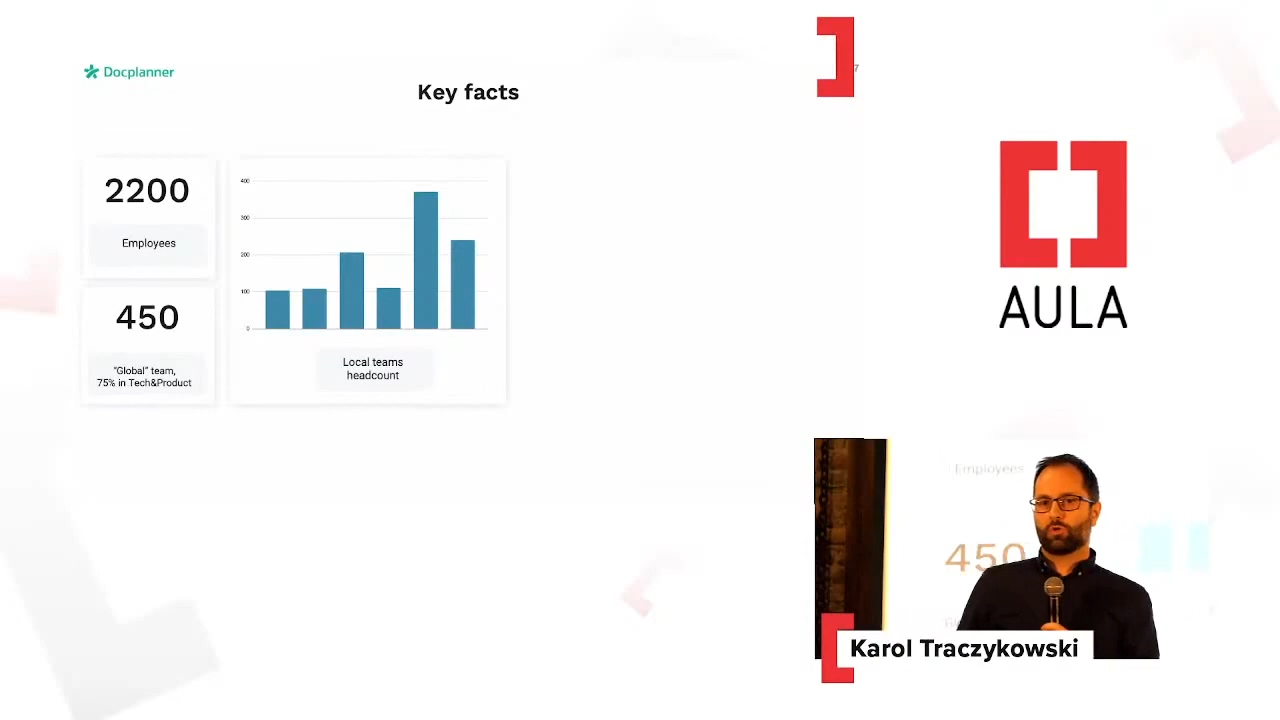 Docplanner
Key facts
7
2200
Employees
450
"Global" team,
75% in Tech&Product
400
300
200
100
0
Local teams
headcount
AULA
Employees
450
Karol Traczykowski